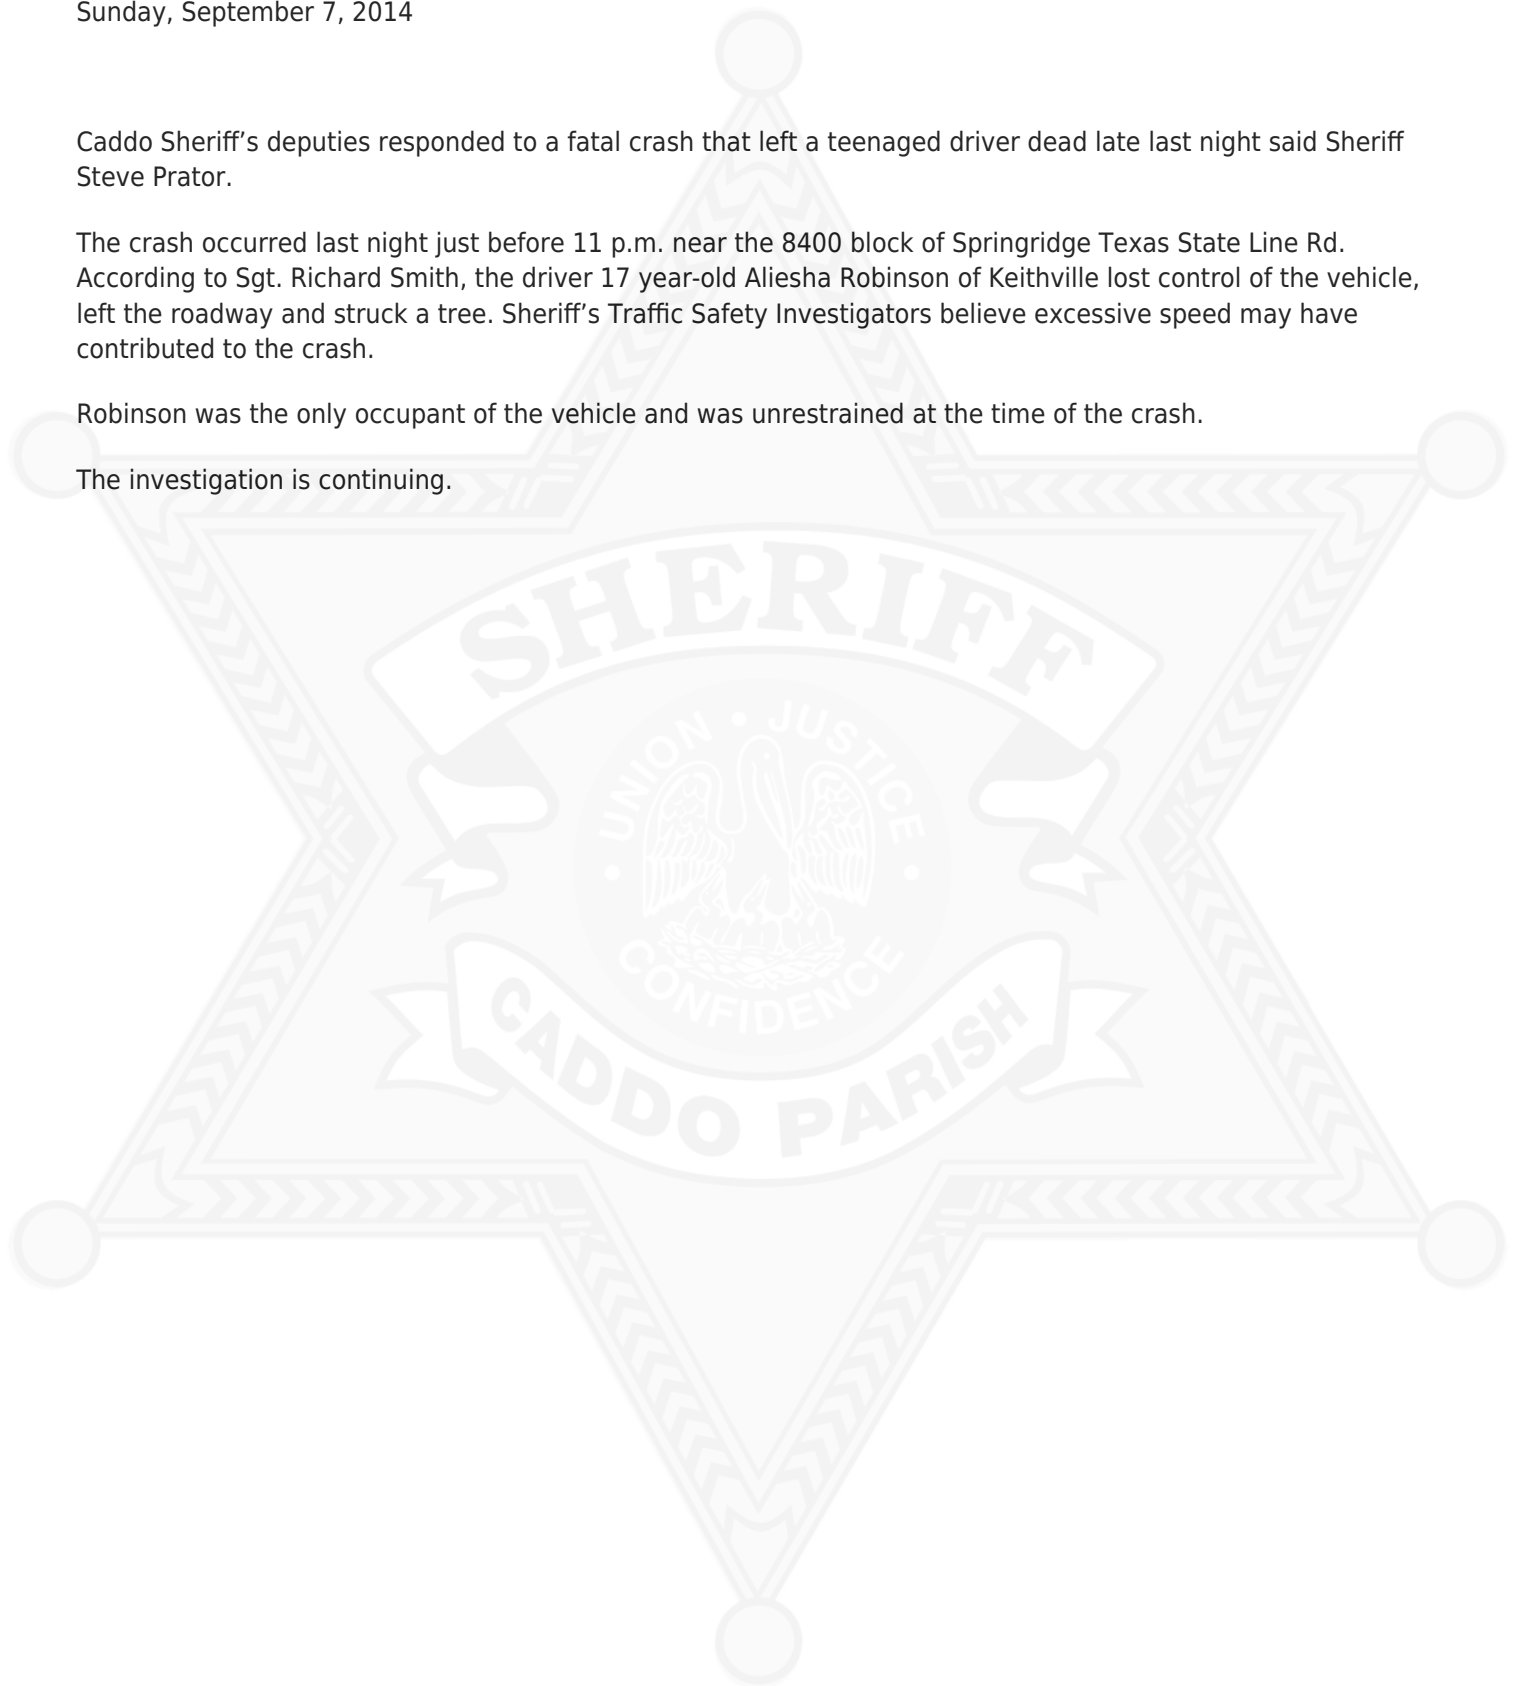 Sunday, September 7, 2014
Caddo Sheriff’s deputies responded to a fatal crash that left a teenaged driver dead late last night said Sheriff
Steve Prator.
The crash occurred last night just before 11 p.m. near the 8400 block of Springridge Texas State Line Rd.
According to Sgt. Richard Smith, the driver 17 year-old Aliesha Robinson of Keithville lost control of the vehicle,
left the roadway and struck a tree. Sheriff’s Traffic Safety Investigators believe excessive speed may have
contributed to the crash.
Robinson was the only occupant of the vehicle and was unrestrained at the time of the crash.
The investigation is continuing.
SHERIFF
UNION • JUSTICE
• CONFIDENCE •
CADDO PARISH